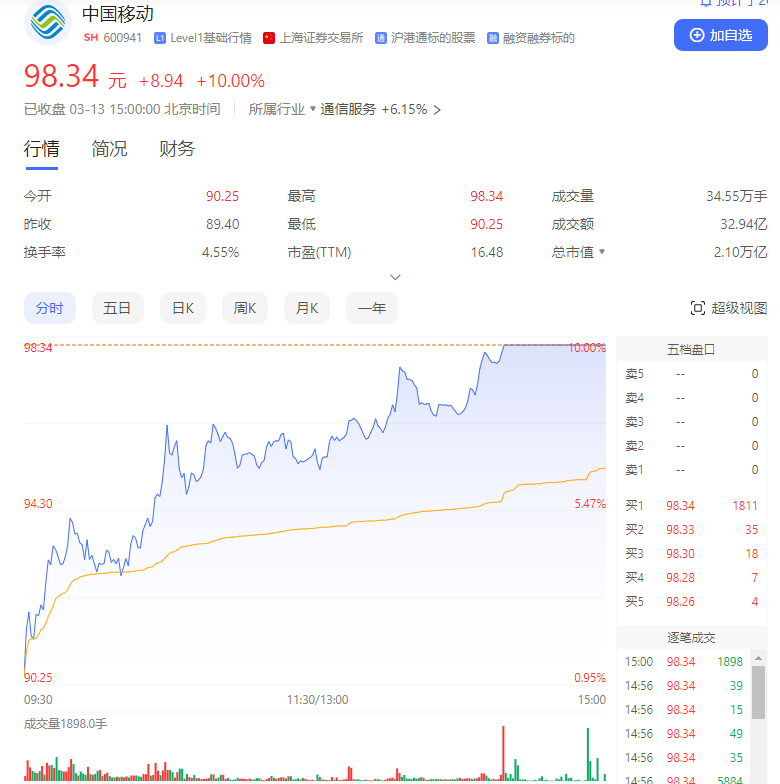 中国移动
SH 600941 L1 Level1基础行情 上海证券交易所 通 沪港通标的股票 融 融资融券标的
加自选
98.34 元 +8.94 +10.00%
已收盘 03-13 15:00:00 北京时间 所属行业 通信服务 +6.15%
行情 简况 财务
今开 90.25 最高 98.34 成交量 34.55万手
昨收 89.40 最低 90.25 成交额 32.94亿
换手率 4.55% 市盈(TTM) 16.48 总市值 2.10万亿
分时 五日 日K 周K 月K 一年 超级视图
98.34 10.00%
94.30 5.47%
90.25 0.95%
09:30 11:30/13:00 15:00
成交量1898.0手
五档盘口
卖5 -- 0
卖4 -- 0
卖3 -- 0
卖2 -- 0
卖1 -- 0
买1 98.34 1811
买2 98.33 35
买3 98.30 18
买4 98.28 7
买5 98.26 4
逐笔成交
15:00 98.34 1898
14:56 98.34 39
14:56 98.34 15
14:56 98.34 49
14:56 98.34 35
14:56 98.34 5884